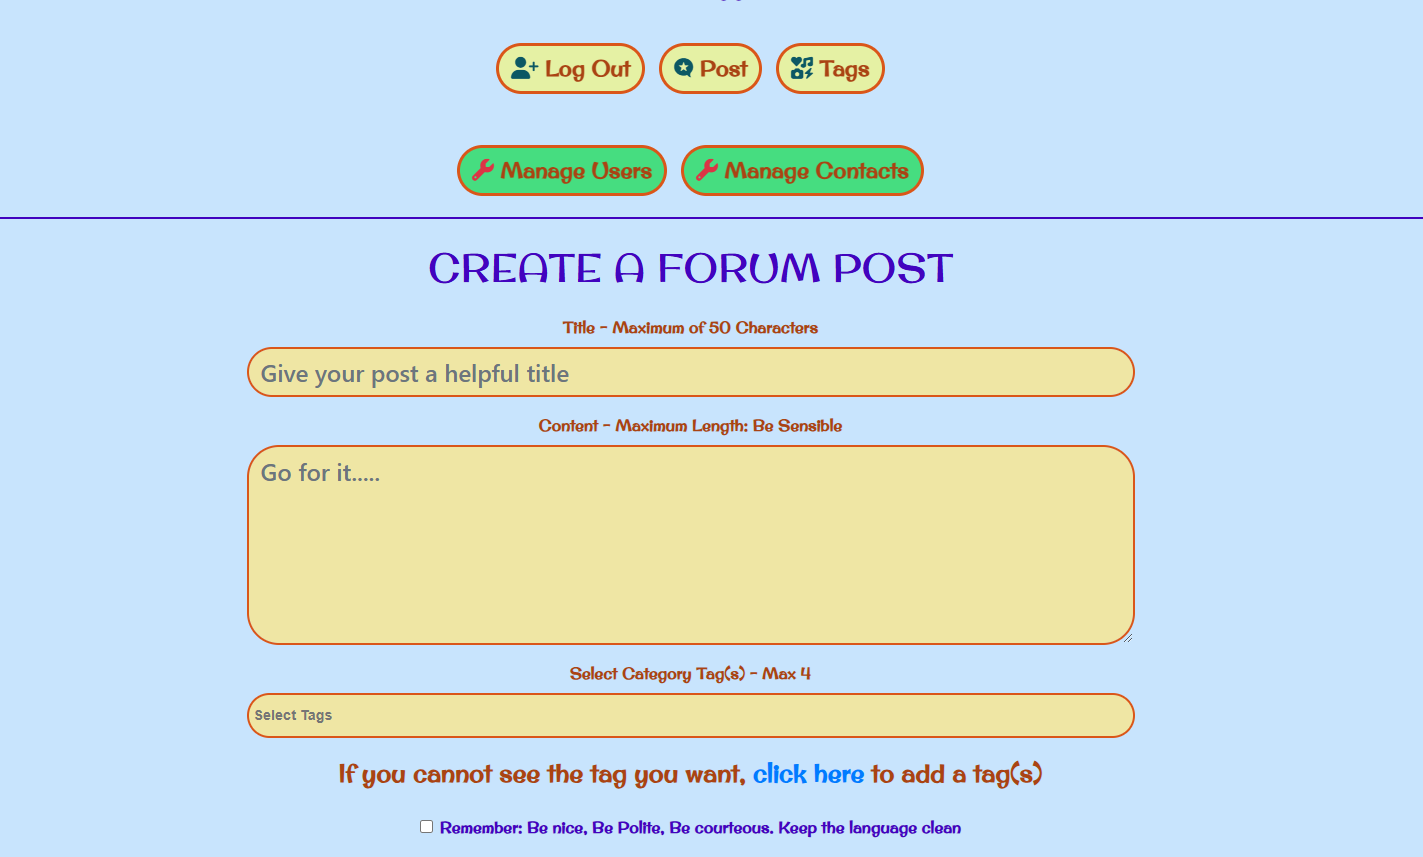 Log Out Post Tags
Manage Users Manage Contacts
CREATE A FORUM POST
Title - Maximum of 50 Characters
Give your post a helpful title
Content - Maximum Length: Be Sensible
Go for it.....
Select Category Tag(s) - Max 4
Select Tags
If you cannot see the tag you want, click here to add a tag(s)
Remember: Be nice, Be Polite, Be courteous. Keep the language clean